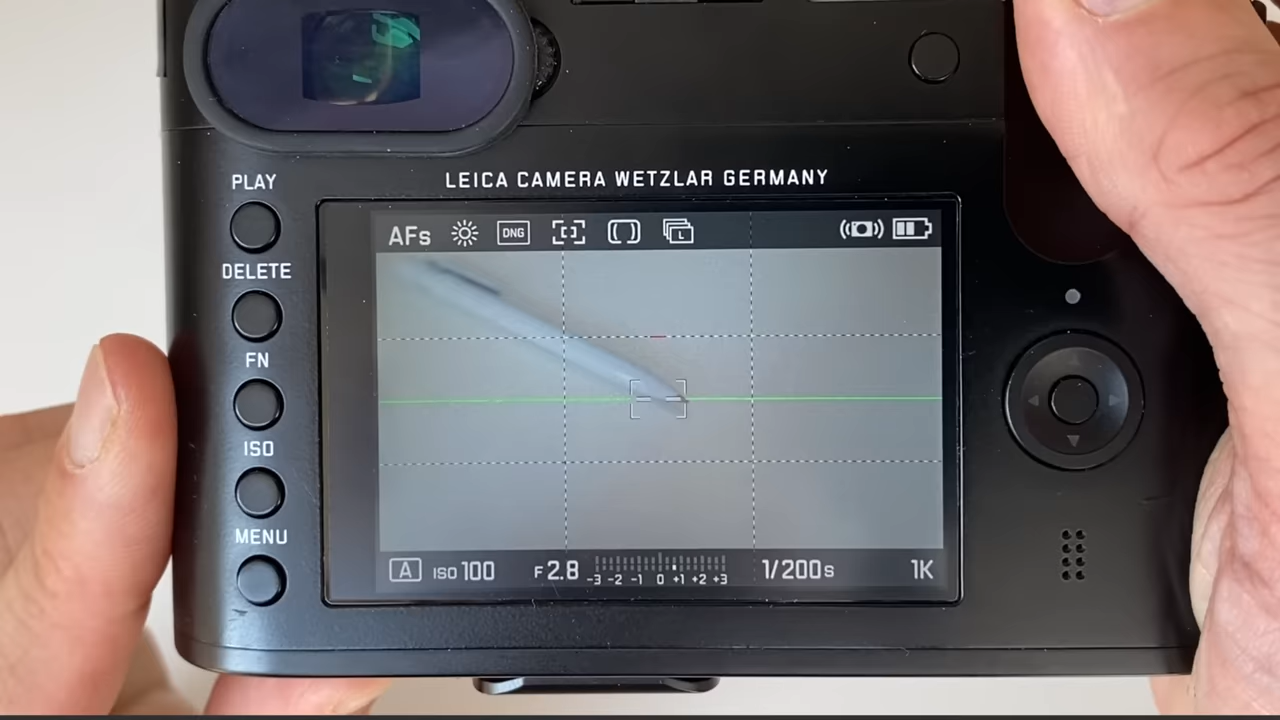 LEICA CAMERA WETZLAR GERMANY
PLAY
DELETE
FN
ISO
MENU
AFs DNG L
A ISO 100 F 2.8 -3 -2 -1 0 +1 +2 +3 1/200s 1K